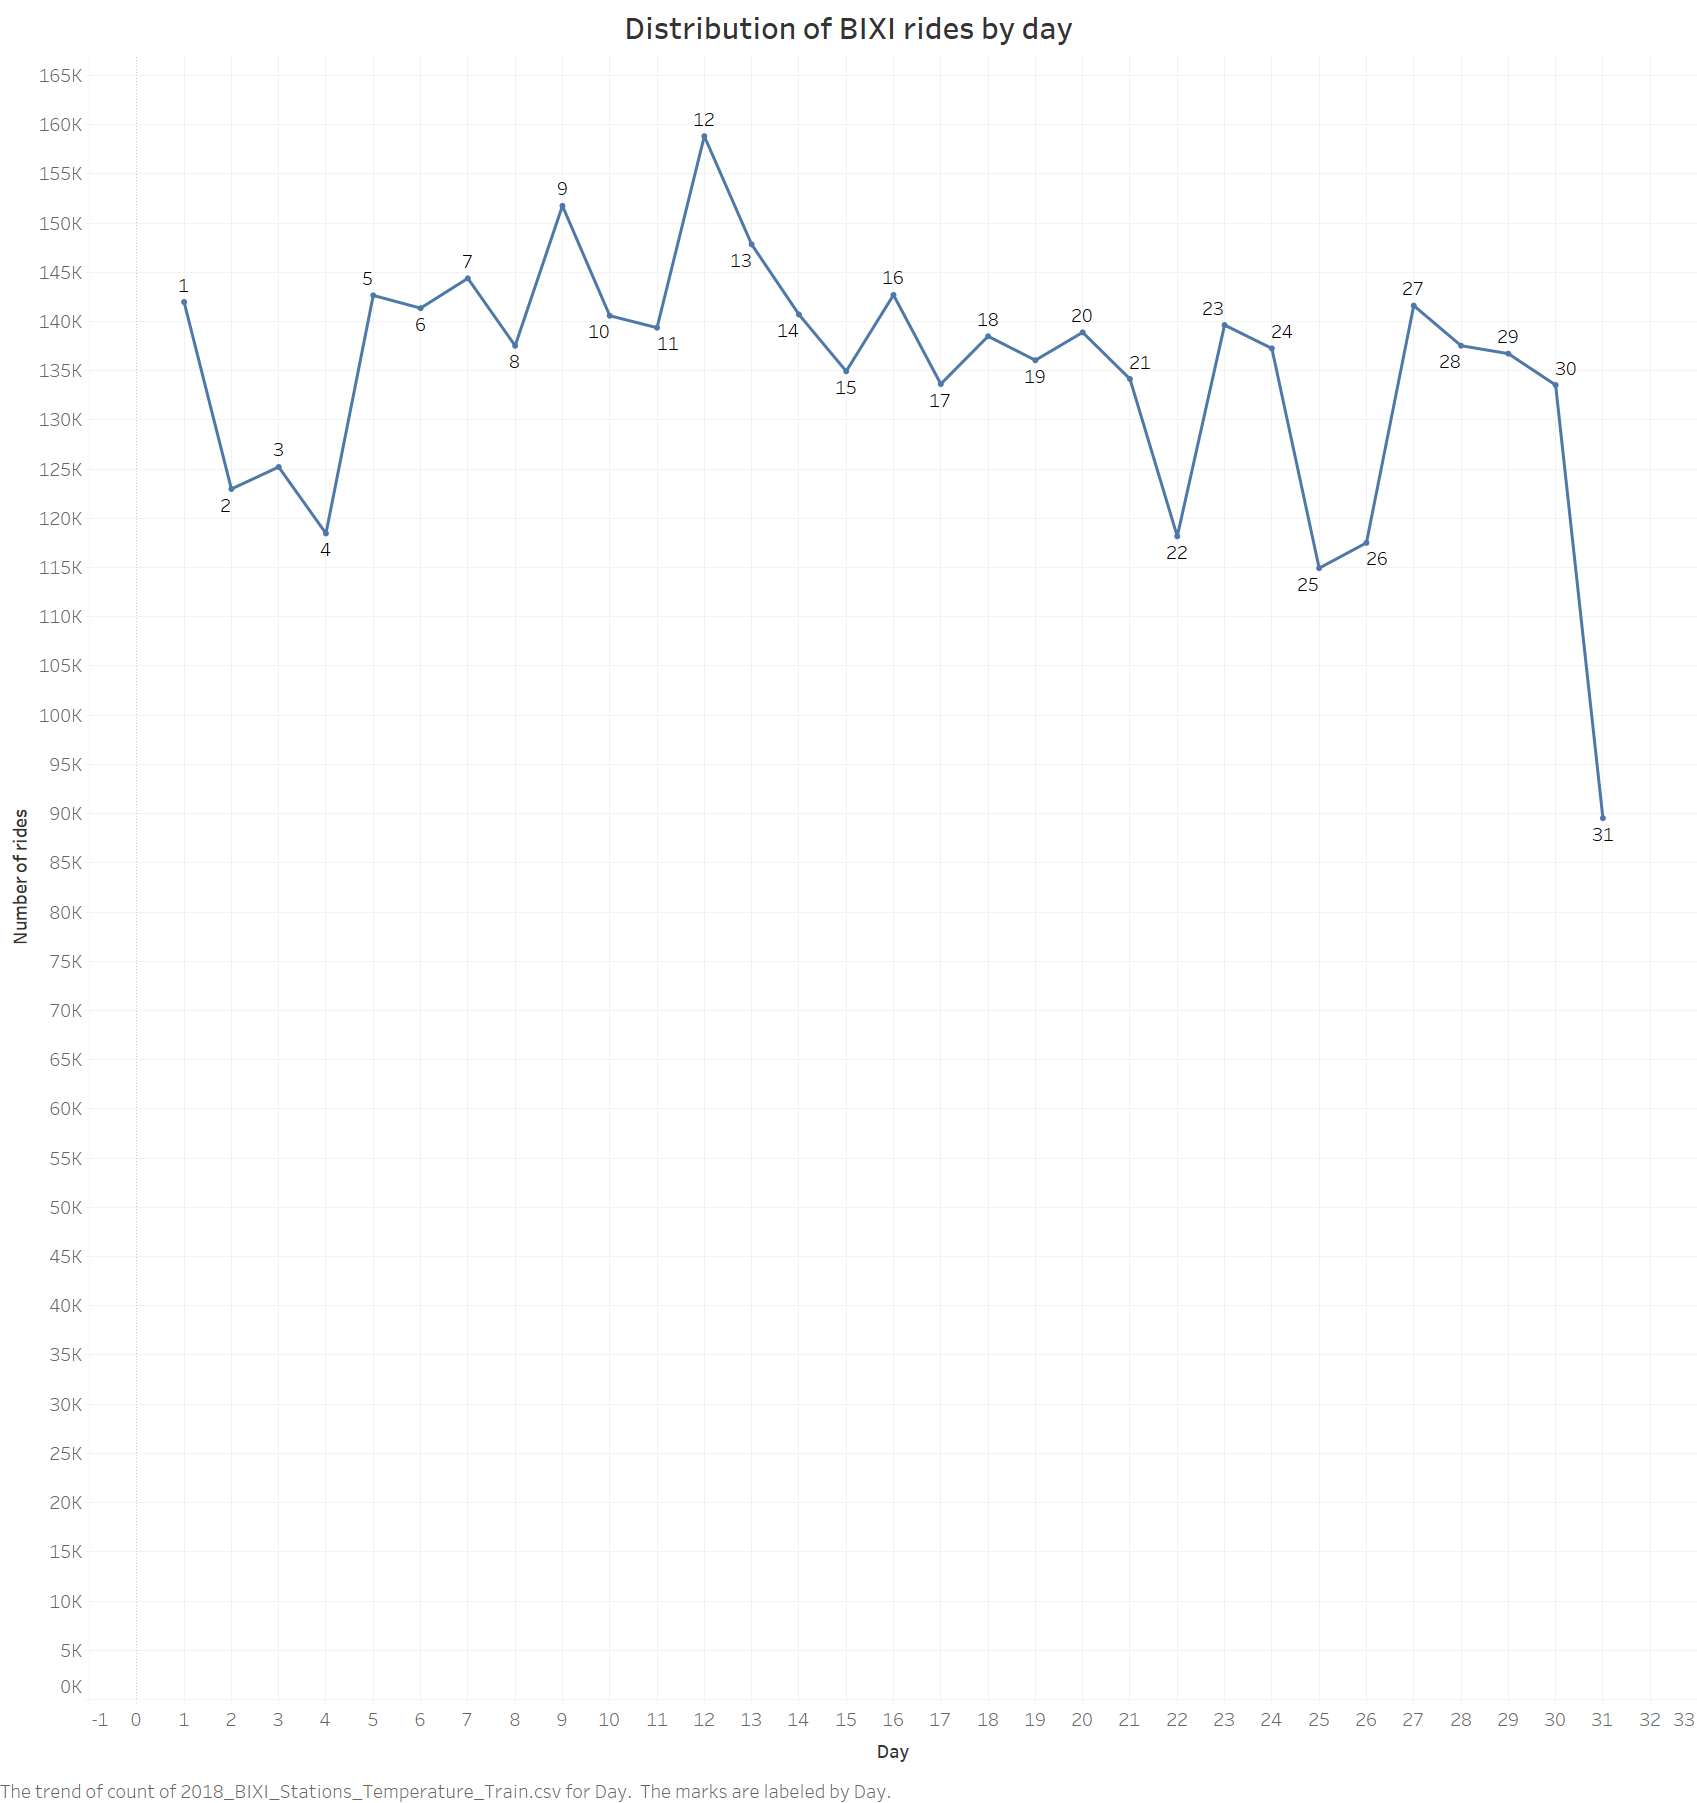 Distribution of BIXI rides by day
165K
160K
155K
150K
145K
140K
135K
130K
125K
120K
115K
110K
105K
100K
95K
90K
85K
80K
75K
70K
65K
60K
55K
50K
45K
40K
35K
30K
25K
20K
15K
10K
5K
0K
Number of rides
1
2
3
4
5
6
7
8
9
10
11
12
13
14
15
16
17
18
19
20
21
22
23
24
25
26
27
28
29
30
31
-1 0 1 2 3 4 5 6 7 8 9 10 11 12 13 14 15 16 17 18 19 20 21 22 23 24 25 26 27 28 29 30 31 32 33
Day
The trend of count of 2018_BIXI_Stations_Temperature_Train.csv for Day. The marks are labeled by Day.